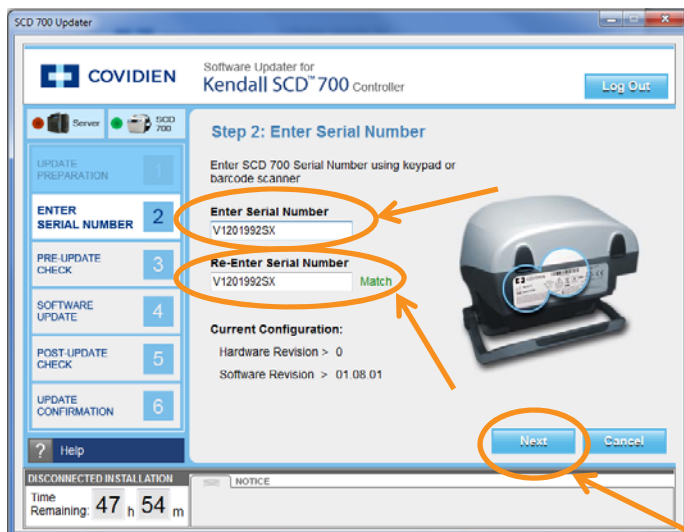 SCD 700 Updater
COVIDIEN
Software Updater for
Kendall SCD™ 700 Controller
Log Out
Server
SCD 700
UPDATE PREPARATION 1
ENTER SERIAL NUMBER 2
PRE-UPDATE CHECK 3
SOFTWARE UPDATE 4
POST-UPDATE CHECK 5
UPDATE CONFIRMATION 6
? Help
Step 2: Enter Serial Number
Enter SCD 700 Serial Number using keypad or
barcode scanner
Enter Serial Number
V1201992SX
Re-Enter Serial Number
V1201992SX Match
Current Configuration:
Hardware Revision > 0
Software Revision > 01.08.01
Next
Cancel
DISCONNECTED INSTALLATION
Time
Remaining: 47 h 54 m
NOTICE